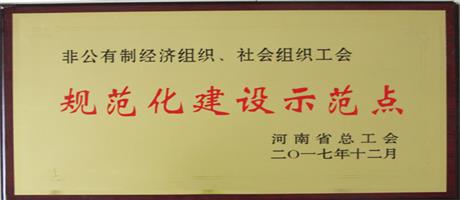 非公有制经济组织、社会组织工会
规范化建设示范点
河南省总工会
二〇一七年十二月